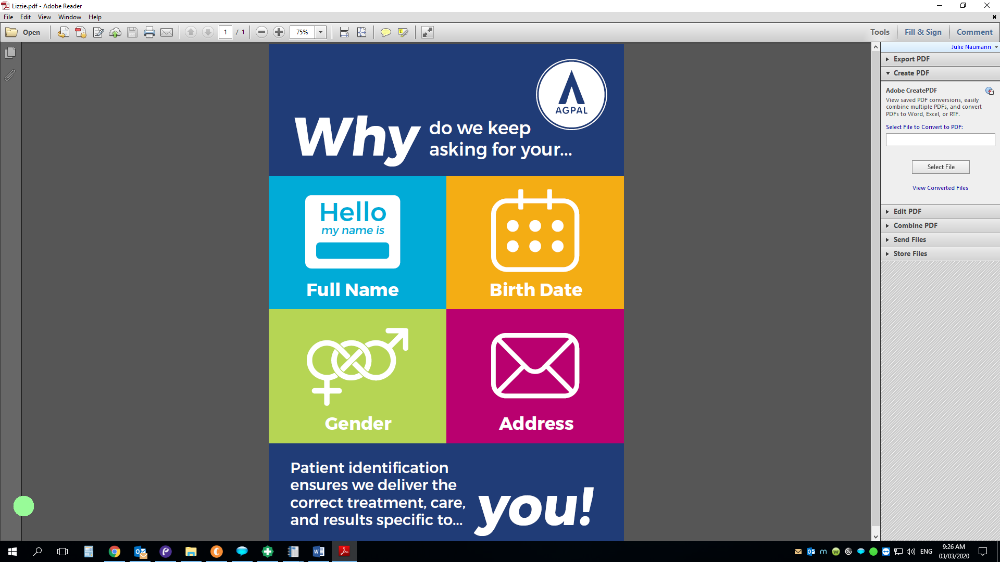 Lizzie.pdf - Adobe Reader
File Edit View Window Help
Open 1 / 1 75% Tools Fill & Sign Comment
Julie Naumann
Export PDF
Create PDF
Adobe CreatePDF
View saved PDF conversions, easily
combine multiple PDFs, and convert
PDFs to Word, Excel, or RTF.
Select File to Convert to PDF:
Select File
View Converted Files
Edit PDF
Combine PDF
Send Files
Store Files
AGPAL
Why do we keep
asking for your...
Hello
my name is
Full Name
Birth Date
Gender
Address
Patient identification
ensures we deliver the
correct treatment, care,
and results specific to...
you!
ENG
9:26 AM
03/03/2020